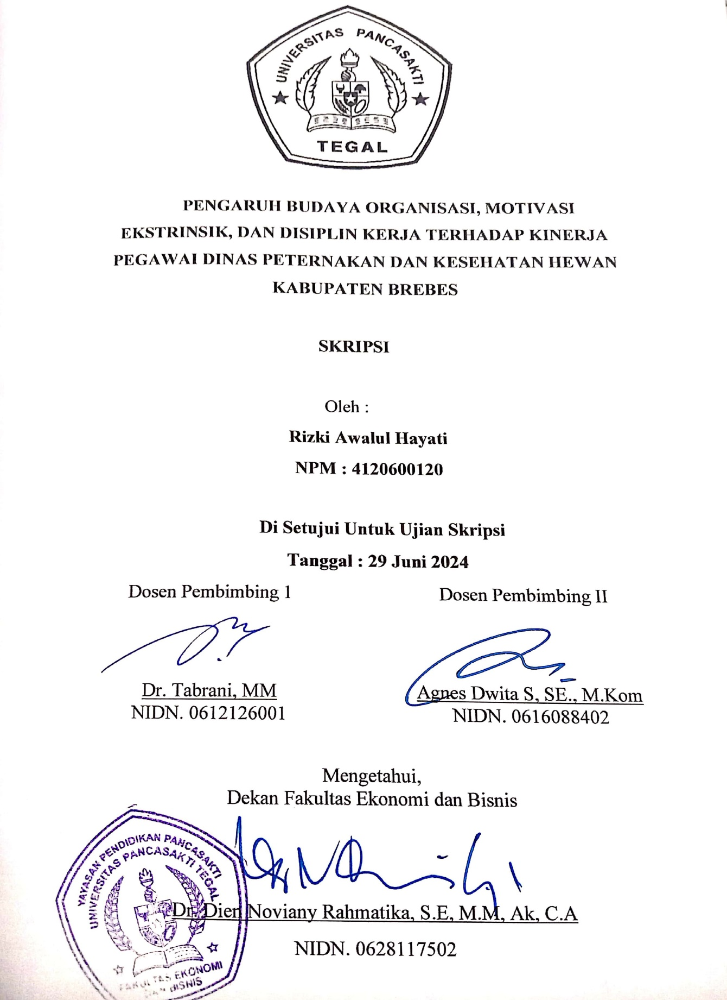 UNIVERSITAS PANCASAKTI
TEGAL
PENGARUH BUDAYA ORGANISASI, MOTIVASI
EKSTRINSIK, DAN DISIPLIN KERJA TERHADAP KINERJA
PEGAWAI DINAS PETERNAKAN DAN KESEHATAN HEWAN
KABUPATEN BREBES
SKRIPSI
Oleh :
Rizki Awalul Hayati
NPM : 4120600120
Di Setujui Untuk Ujian Skripsi
Tanggal : 29 Juni 2024
Dosen Pembimbing 1
Dosen Pembimbing II
Dr. Tabrani, MM
NIDN. 0612126001
Agnes Dwita S, SE., M.Kom
NIDN. 0616088402
Mengetahui,
Dekan Fakultas Ekonomi dan Bisnis
YAYASAN PENDIDIKAN PANCASAKTI
UNIVERSITAS PANCASAKTI TEGAL
FAKULTAS EKONOMI
DAN BISNIS
Dr. Dien Noviany Rahmatika, S.E, M.M, Ak, C.A
NIDN. 0628117502